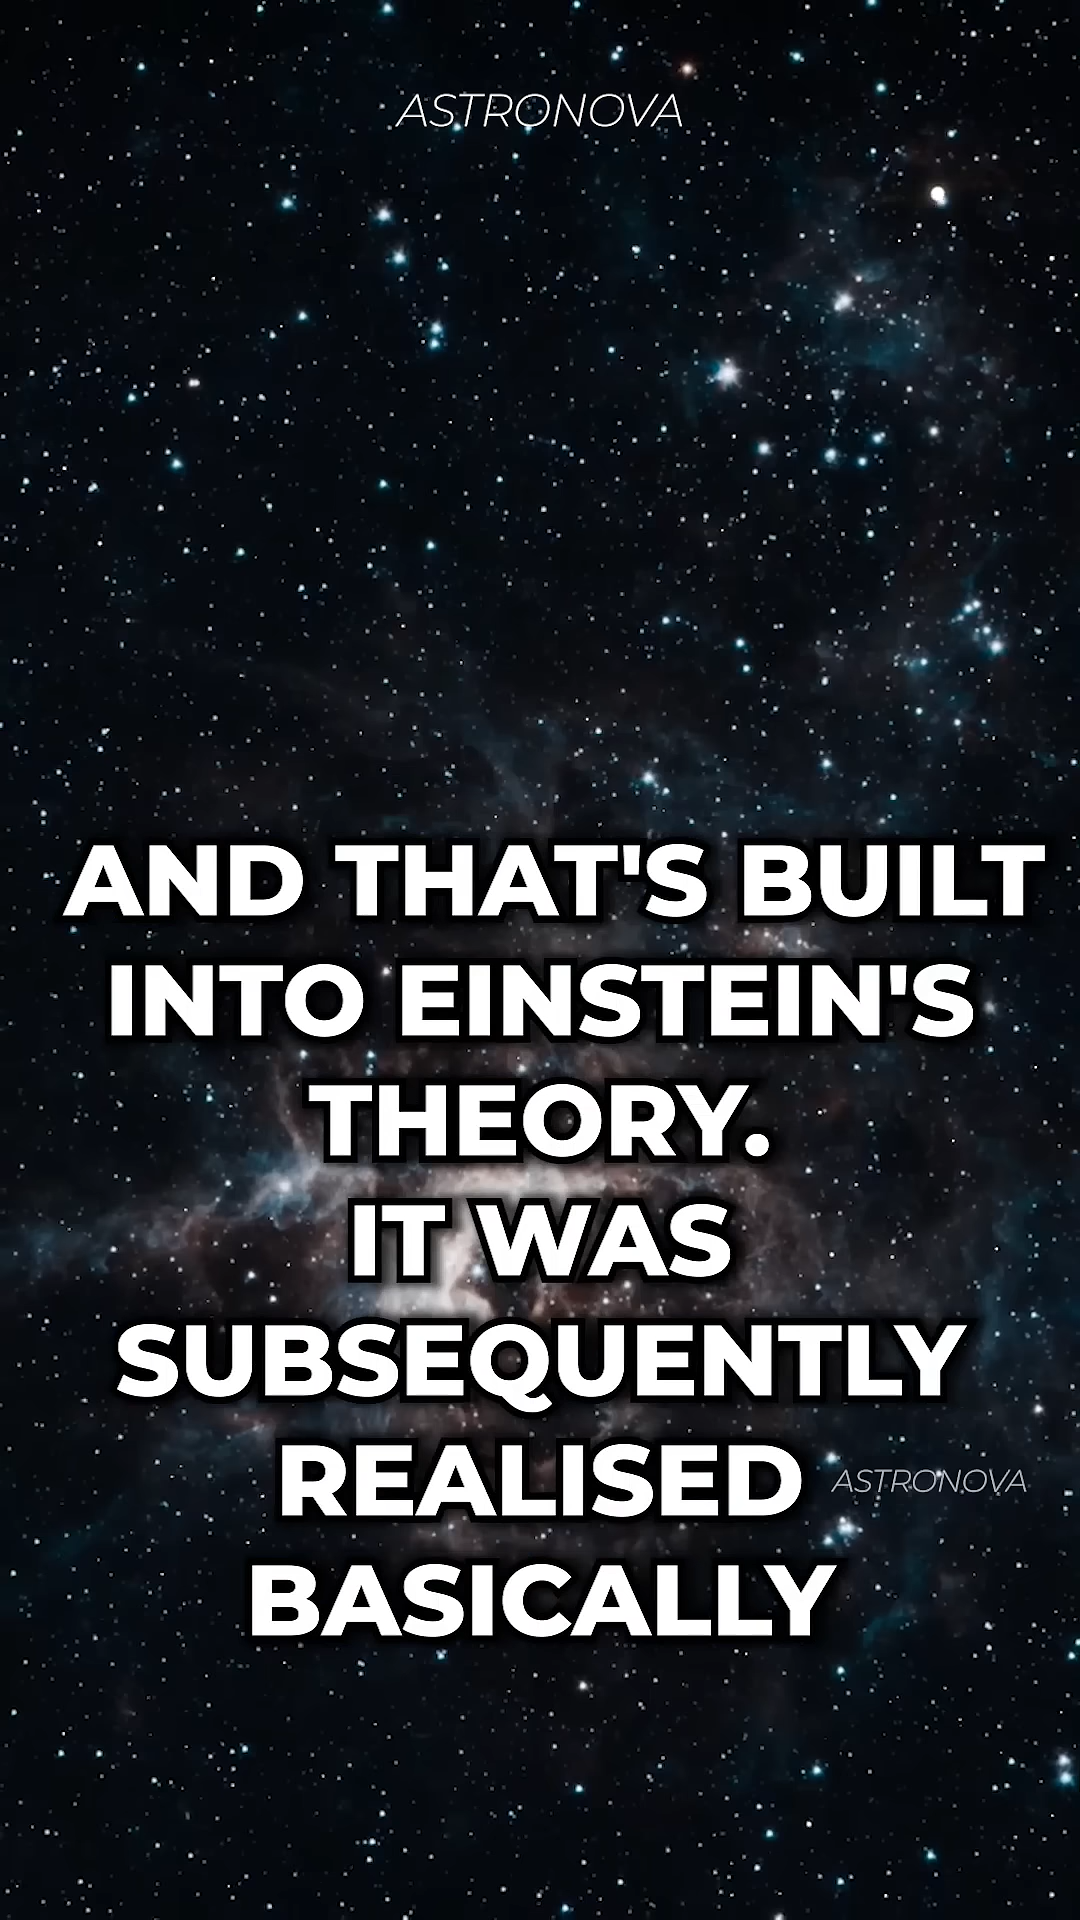 ASTRONOVA
AND THAT'S BUILT
INTO EINSTEIN'S
THEORY.
IT WAS
SUBSEQUENTLY
REALISED
ASTRONOVA
BASICALLY